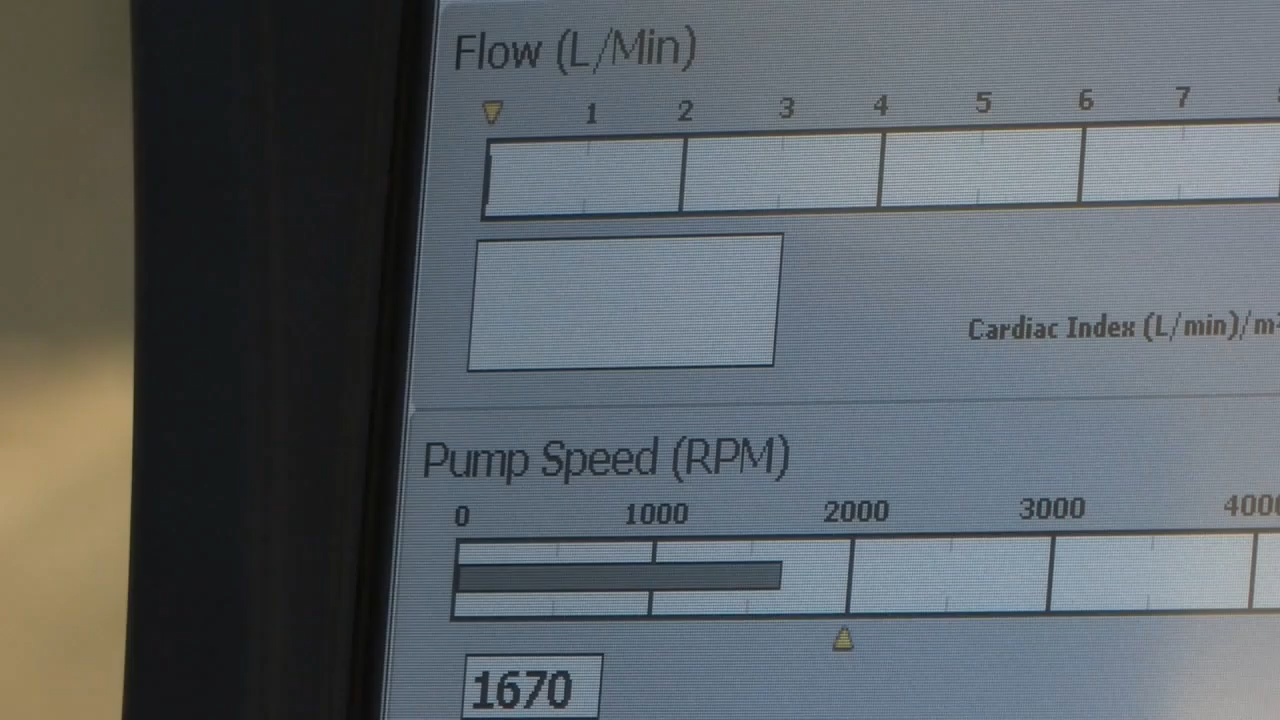 Flow (L/Min)
1 2 3 4 5 6 7
Cardiac Index (L/min)/m
Pump Speed (RPM)
0 1000 2000 3000 4000
1670